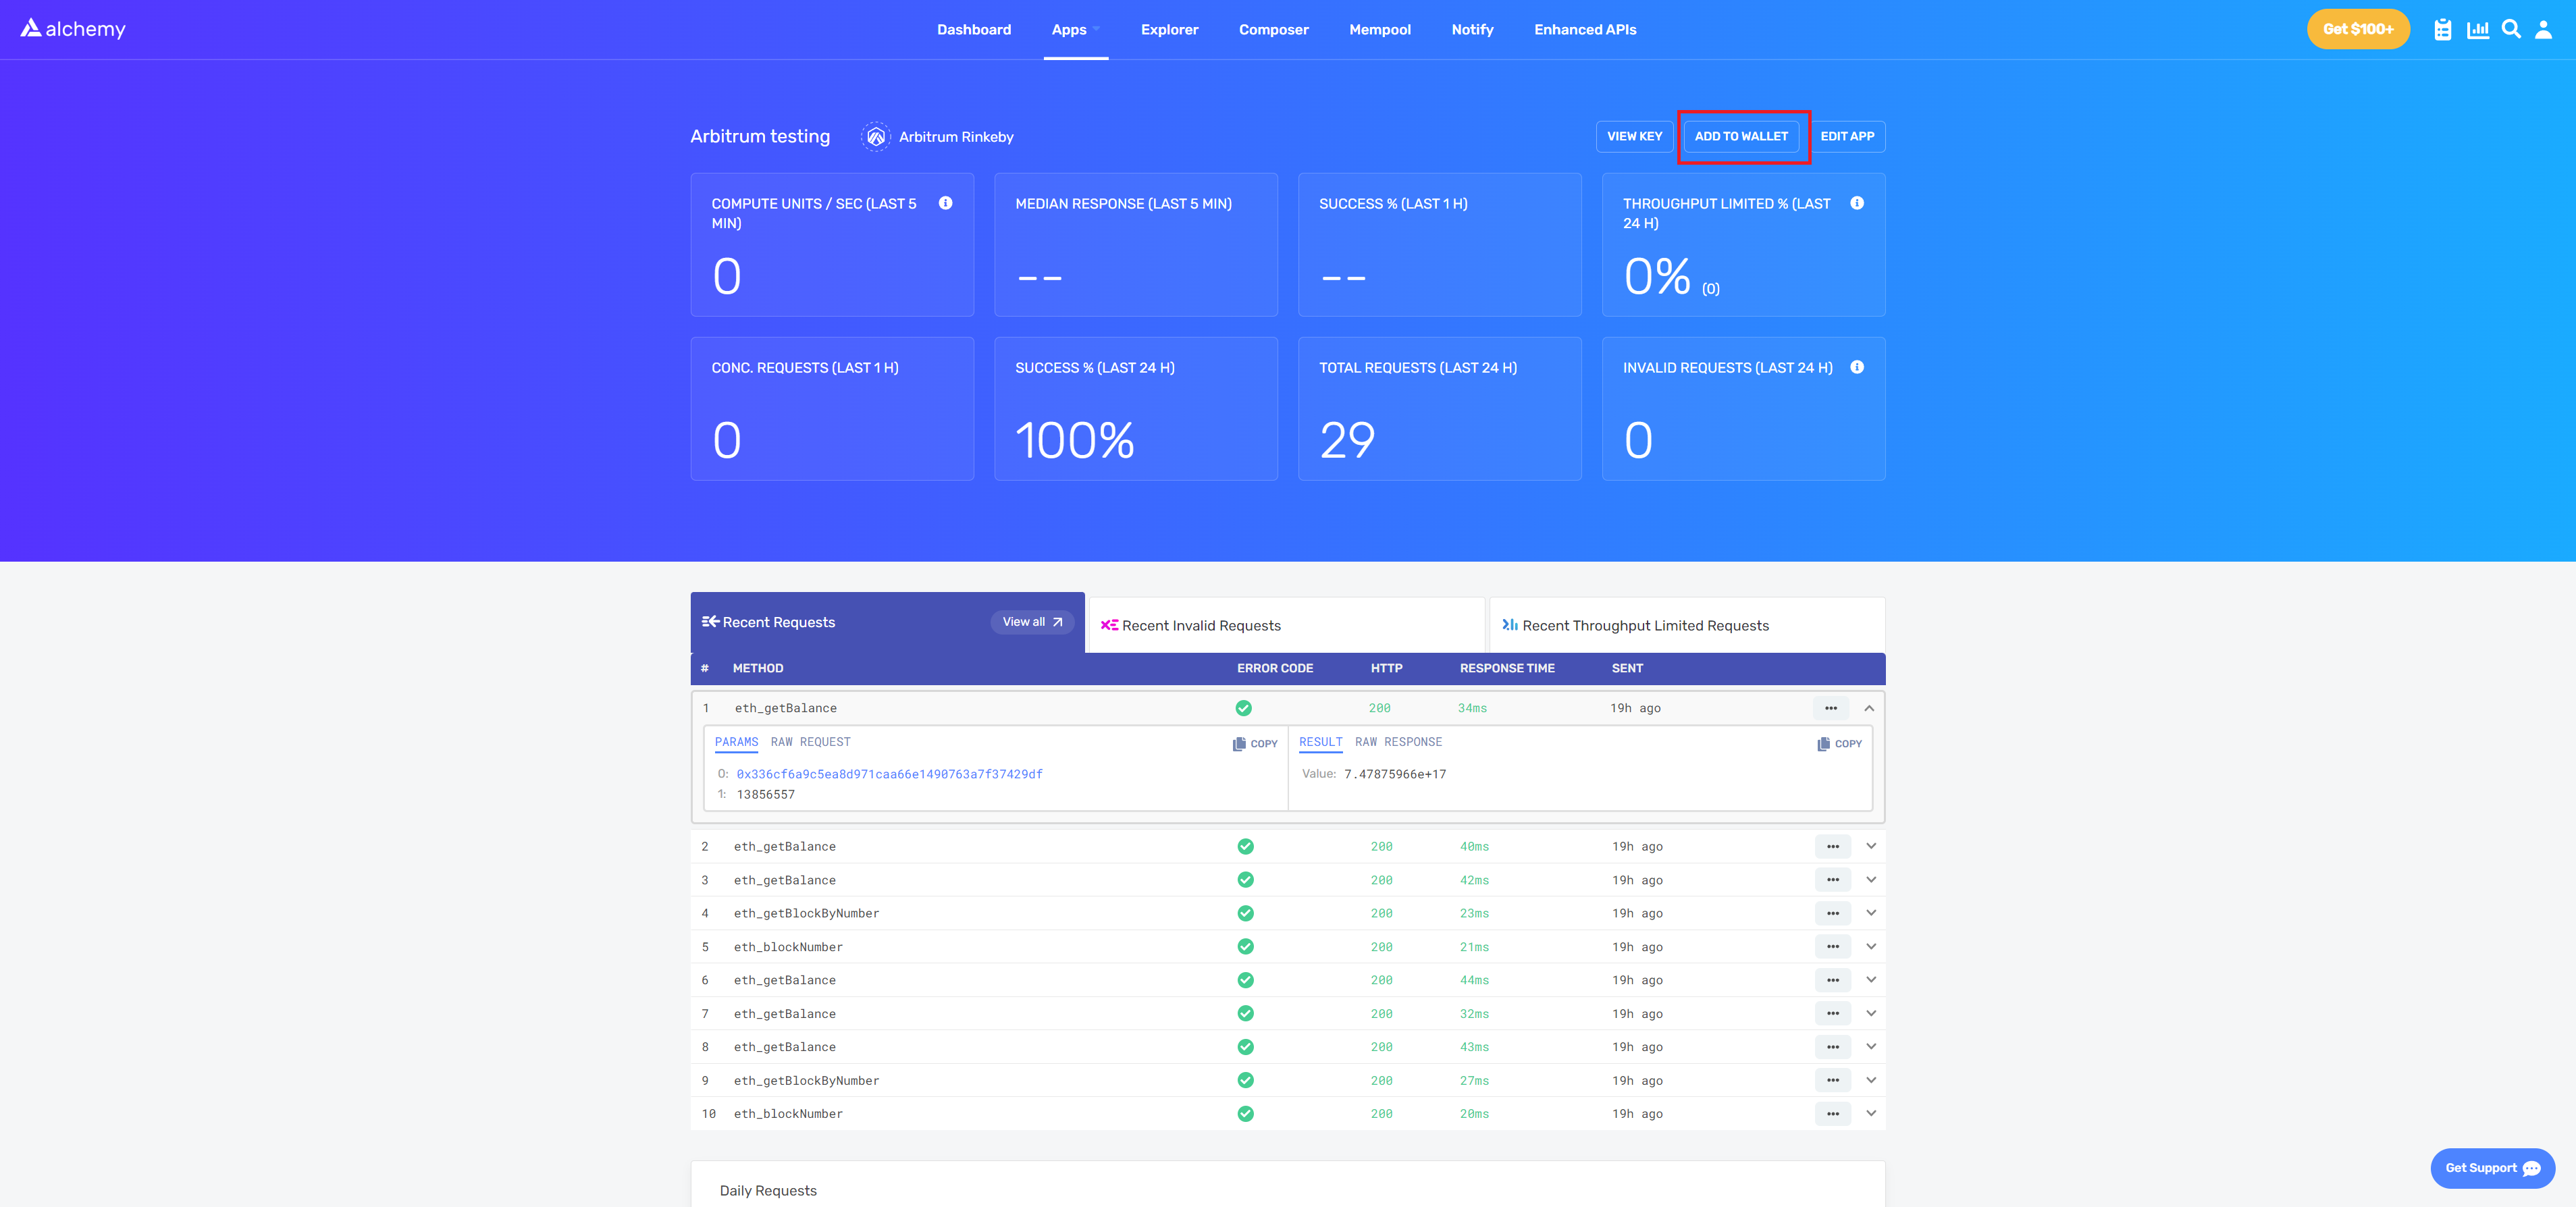 alchemy
Dashboard
Apps
Explorer
Composer
Mempool
Notify
Enhanced APIs
Get $100+
Arbitrum testing
Arbitrum Rinkeby
VIEW KEY
ADD TO WALLET
EDIT APP
COMPUTE UNITS / SEC (LAST 5
MIN)
0
MEDIAN RESPONSE (LAST 5 MIN)
--
SUCCESS % (LAST 1 H)
--
THROUGHPUT LIMITED % (LAST
24 H)
0% (0)
CONC. REQUESTS (LAST 1 H)
0
SUCCESS % (LAST 24 H)
100%
TOTAL REQUESTS (LAST 24 H)
29
INVALID REQUESTS (LAST 24 H)
0
Recent Requests
View all
Recent Invalid Requests
Recent Throughput Limited Requests
# METHOD ERROR CODE HTTP RESPONSE TIME SENT
1 eth_getBalance 200 34ms 19h ago
PARAMS RAW REQUEST COPY
0: 0x336cf6a9c5ea8d971caa66e1490763a7f37429df
1: 13856557
RESULT RAW RESPONSE COPY
Value: 7.47875966e+17
2 eth_getBalance 200 40ms 19h ago
3 eth_getBalance 200 42ms 19h ago
4 eth_getBlockByNumber 200 23ms 19h ago
5 eth_blockNumber 200 21ms 19h ago
6 eth_getBalance 200 44ms 19h ago
7 eth_getBalance 200 32ms 19h ago
8 eth_getBalance 200 43ms 19h ago
9 eth_getBlockByNumber 200 27ms 19h ago
10 eth_blockNumber 200 20ms 19h ago
Daily Requests
Get Support